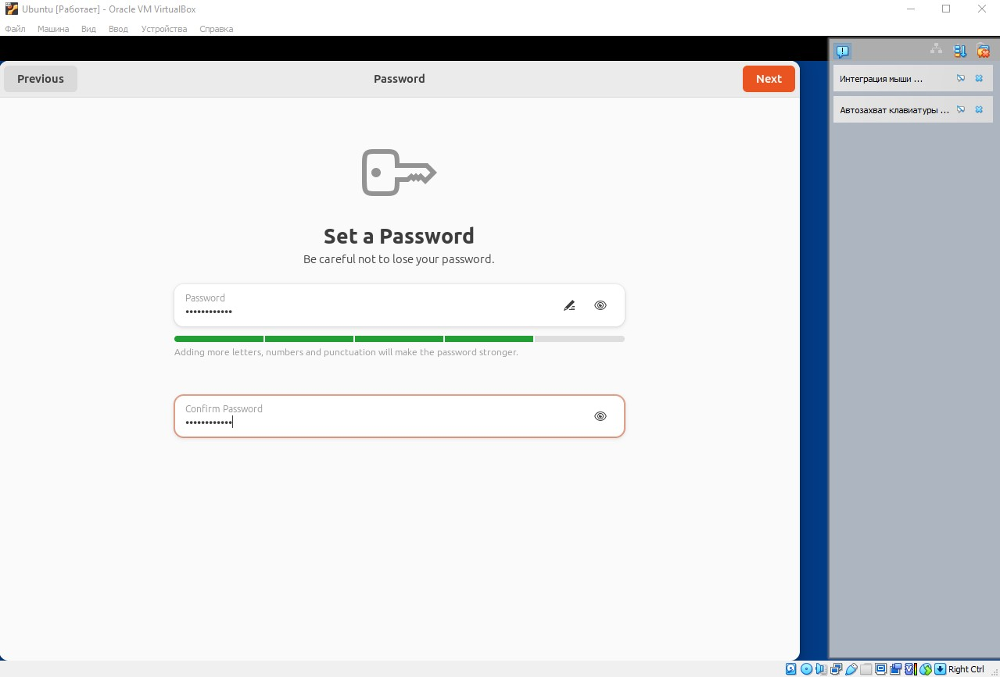 Ubuntu [Работает] - Oracle VM VirtualBox
Файл Машина Вид Ввод Устройства Справка
Previous Password Next
Интеграция мыши ...
Автозахват клавиатуры ...
Set a Password
Be careful not to lose your password.
Password
••••••••••••
Adding more letters, numbers and punctuation will make the password stronger.
Confirm Password
••••••••••••
Right Ctrl